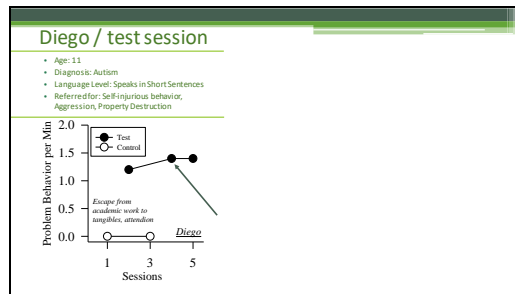 Diego / test session
• Age: 11
• Diagnosis: Autism
• Language Level: Speaks in Short Sentences
• Referred for: Self-injurious behavior,
Aggression, Property Destruction
Problem Behavior per Min
2.0
1.5
1.0
0.5
0.0
Test
Control
Escape from
academic work to
tangibles, attendion
Diego
1
3
5
Sessions